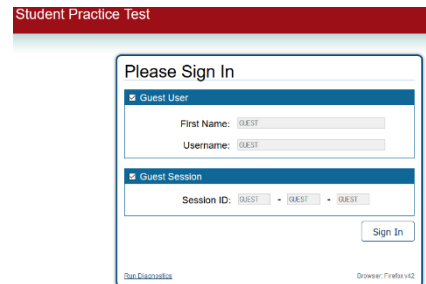 Student Practice Test
Please Sign In
Guest User
First Name: GUEST
Username: GUEST
Guest Session
Session ID: GUEST - GUEST - GUEST
Sign In
Run Diagnostics Browser: Firefox v42